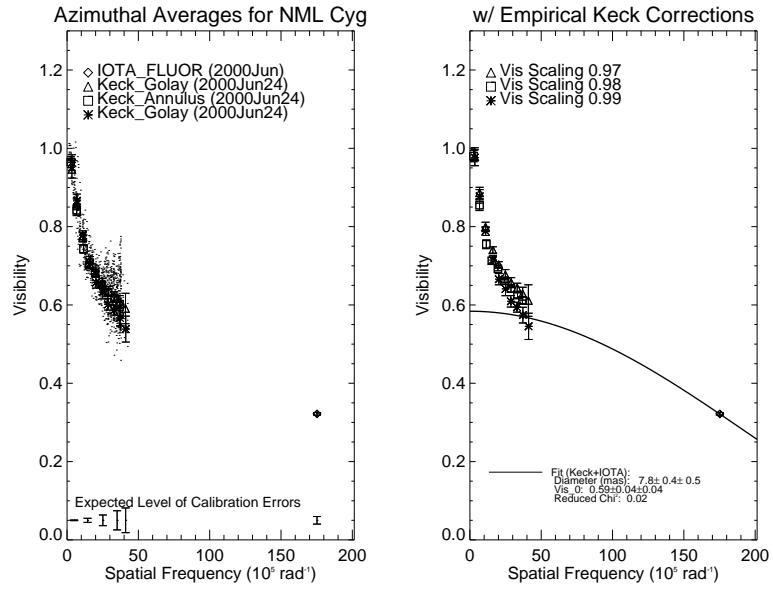 Azimuthal Averages for NML Cyg
1.2
1.0
0.8
0.6
0.4
0.2
0.0
Visibility
IOTA_FLUOR (2000Jun)
Keck_Golay (2000Jun24)
Keck_Annulus (2000Jun24)
Keck_Golay (2000Jun24)
Expected Level of Calibration Errors
0 50 100 150 200
Spatial Frequency (10⁵ rad⁻¹)
w/ Empirical Keck Corrections
1.2
1.0
0.8
0.6
0.4
0.2
0.0
Visibility
Vis Scaling 0.97
Vis Scaling 0.98
Vis Scaling 0.99
Fit (Keck+IOTA):
Diameter (mas): 7.8± 0.4± 0.5
Vis_0: 0.59±0.04±0.04
Reduced Chi²: 0.02
0 50 100 150 200
Spatial Frequency (10⁵ rad⁻¹)